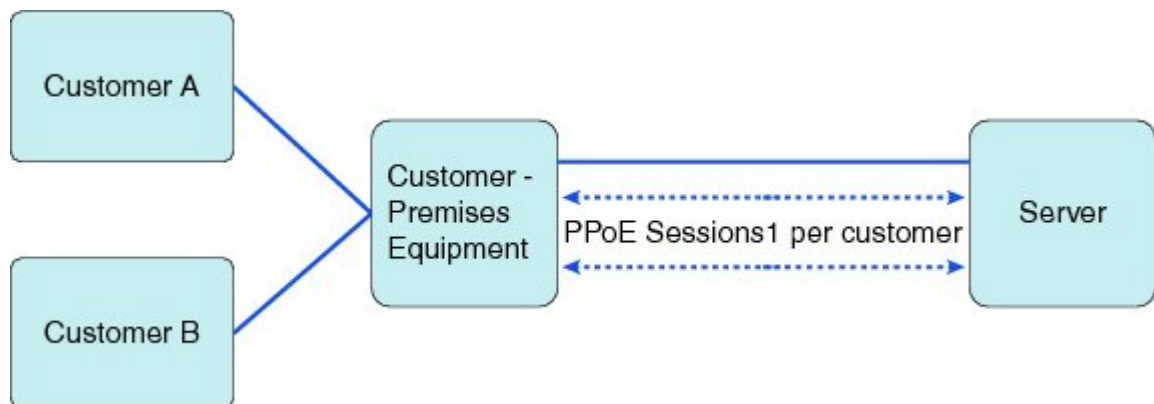 Customer A
Customer -
Premises
Equipment
PPoE Sessions1 per customer
Server
Customer B